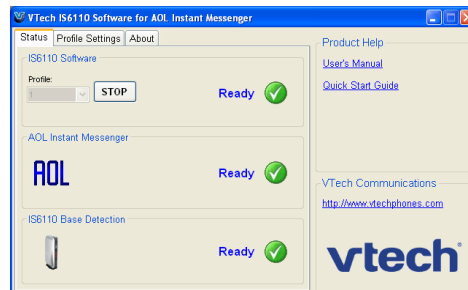 VTech IS6110 Software for AOL Instant Messenger
Status
Profile Settings
About
IS6110 Software
Profile:
1
STOP
Ready
AOL Instant Messenger
AOL
Ready
IS6110 Base Detection
Ready
Product Help
User's Manual
Quick Start Guide
VTech Communications
http://www.vtechphones.com
vtech